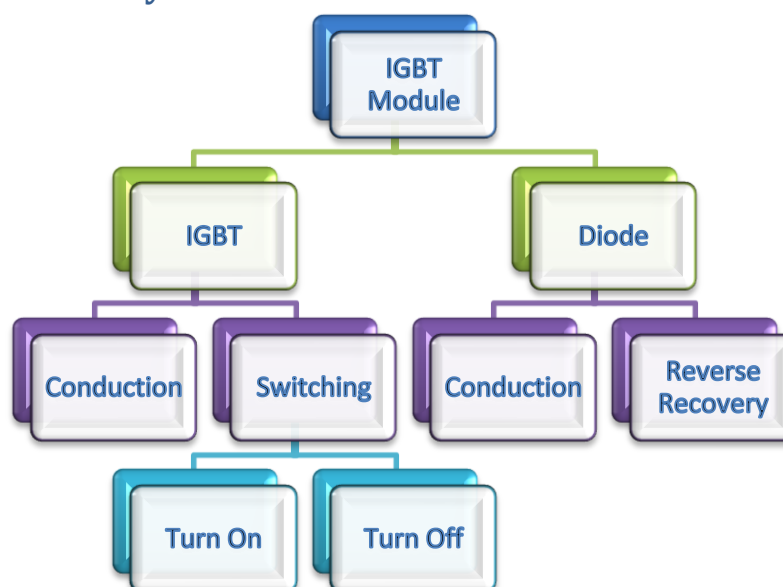 IGBT
Module
IGBT
Diode
Conduction
Switching
Conduction
Reverse
Recovery
Turn On
Turn Off